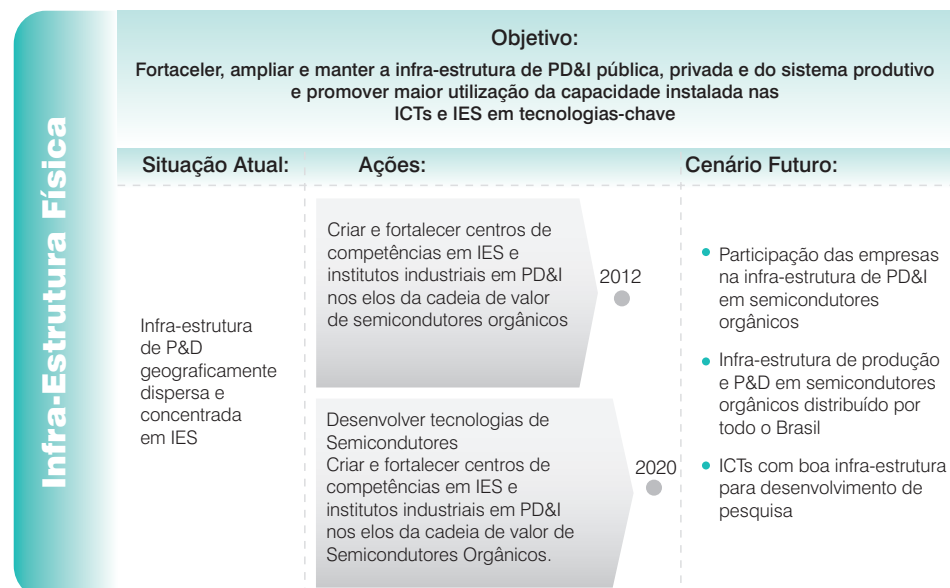 Infra-Estrutura Física
Objetivo:
Fortaceler, ampliar e manter a infra-estrutura de PD&I pública, privada e do sistema produtivo
e promover maior utilização da capacidade instalada nas
ICTs e IES em tecnologias-chave
Situação Atual:
Ações:
Cenário Futuro:
Infra-estrutura
de P&D
geograficamente
dispersa e
concentrada
em IES
Criar e fortalecer centros de
competências em IES e
institutos industriais em PD&I
nos elos da cadeia de valor
de semicondutores orgânicos
2012
Desenvolver tecnologias de
Semicondutores
Criar e fortalecer centros de
competências em IES e
institutos industriais em PD&I
nos elos da cadeia de valor de
Semicondutores Orgânicos.
2020
Participação das empresas
na infra-estrutura de PD&I
em semicondutores
orgânicos
Infra-estrutura de produção
e P&D em semicondutores
orgânicos distribuído por
todo o Brasil
ICTs com boa infra-estrutura
para desenvolvimento de
pesquisa